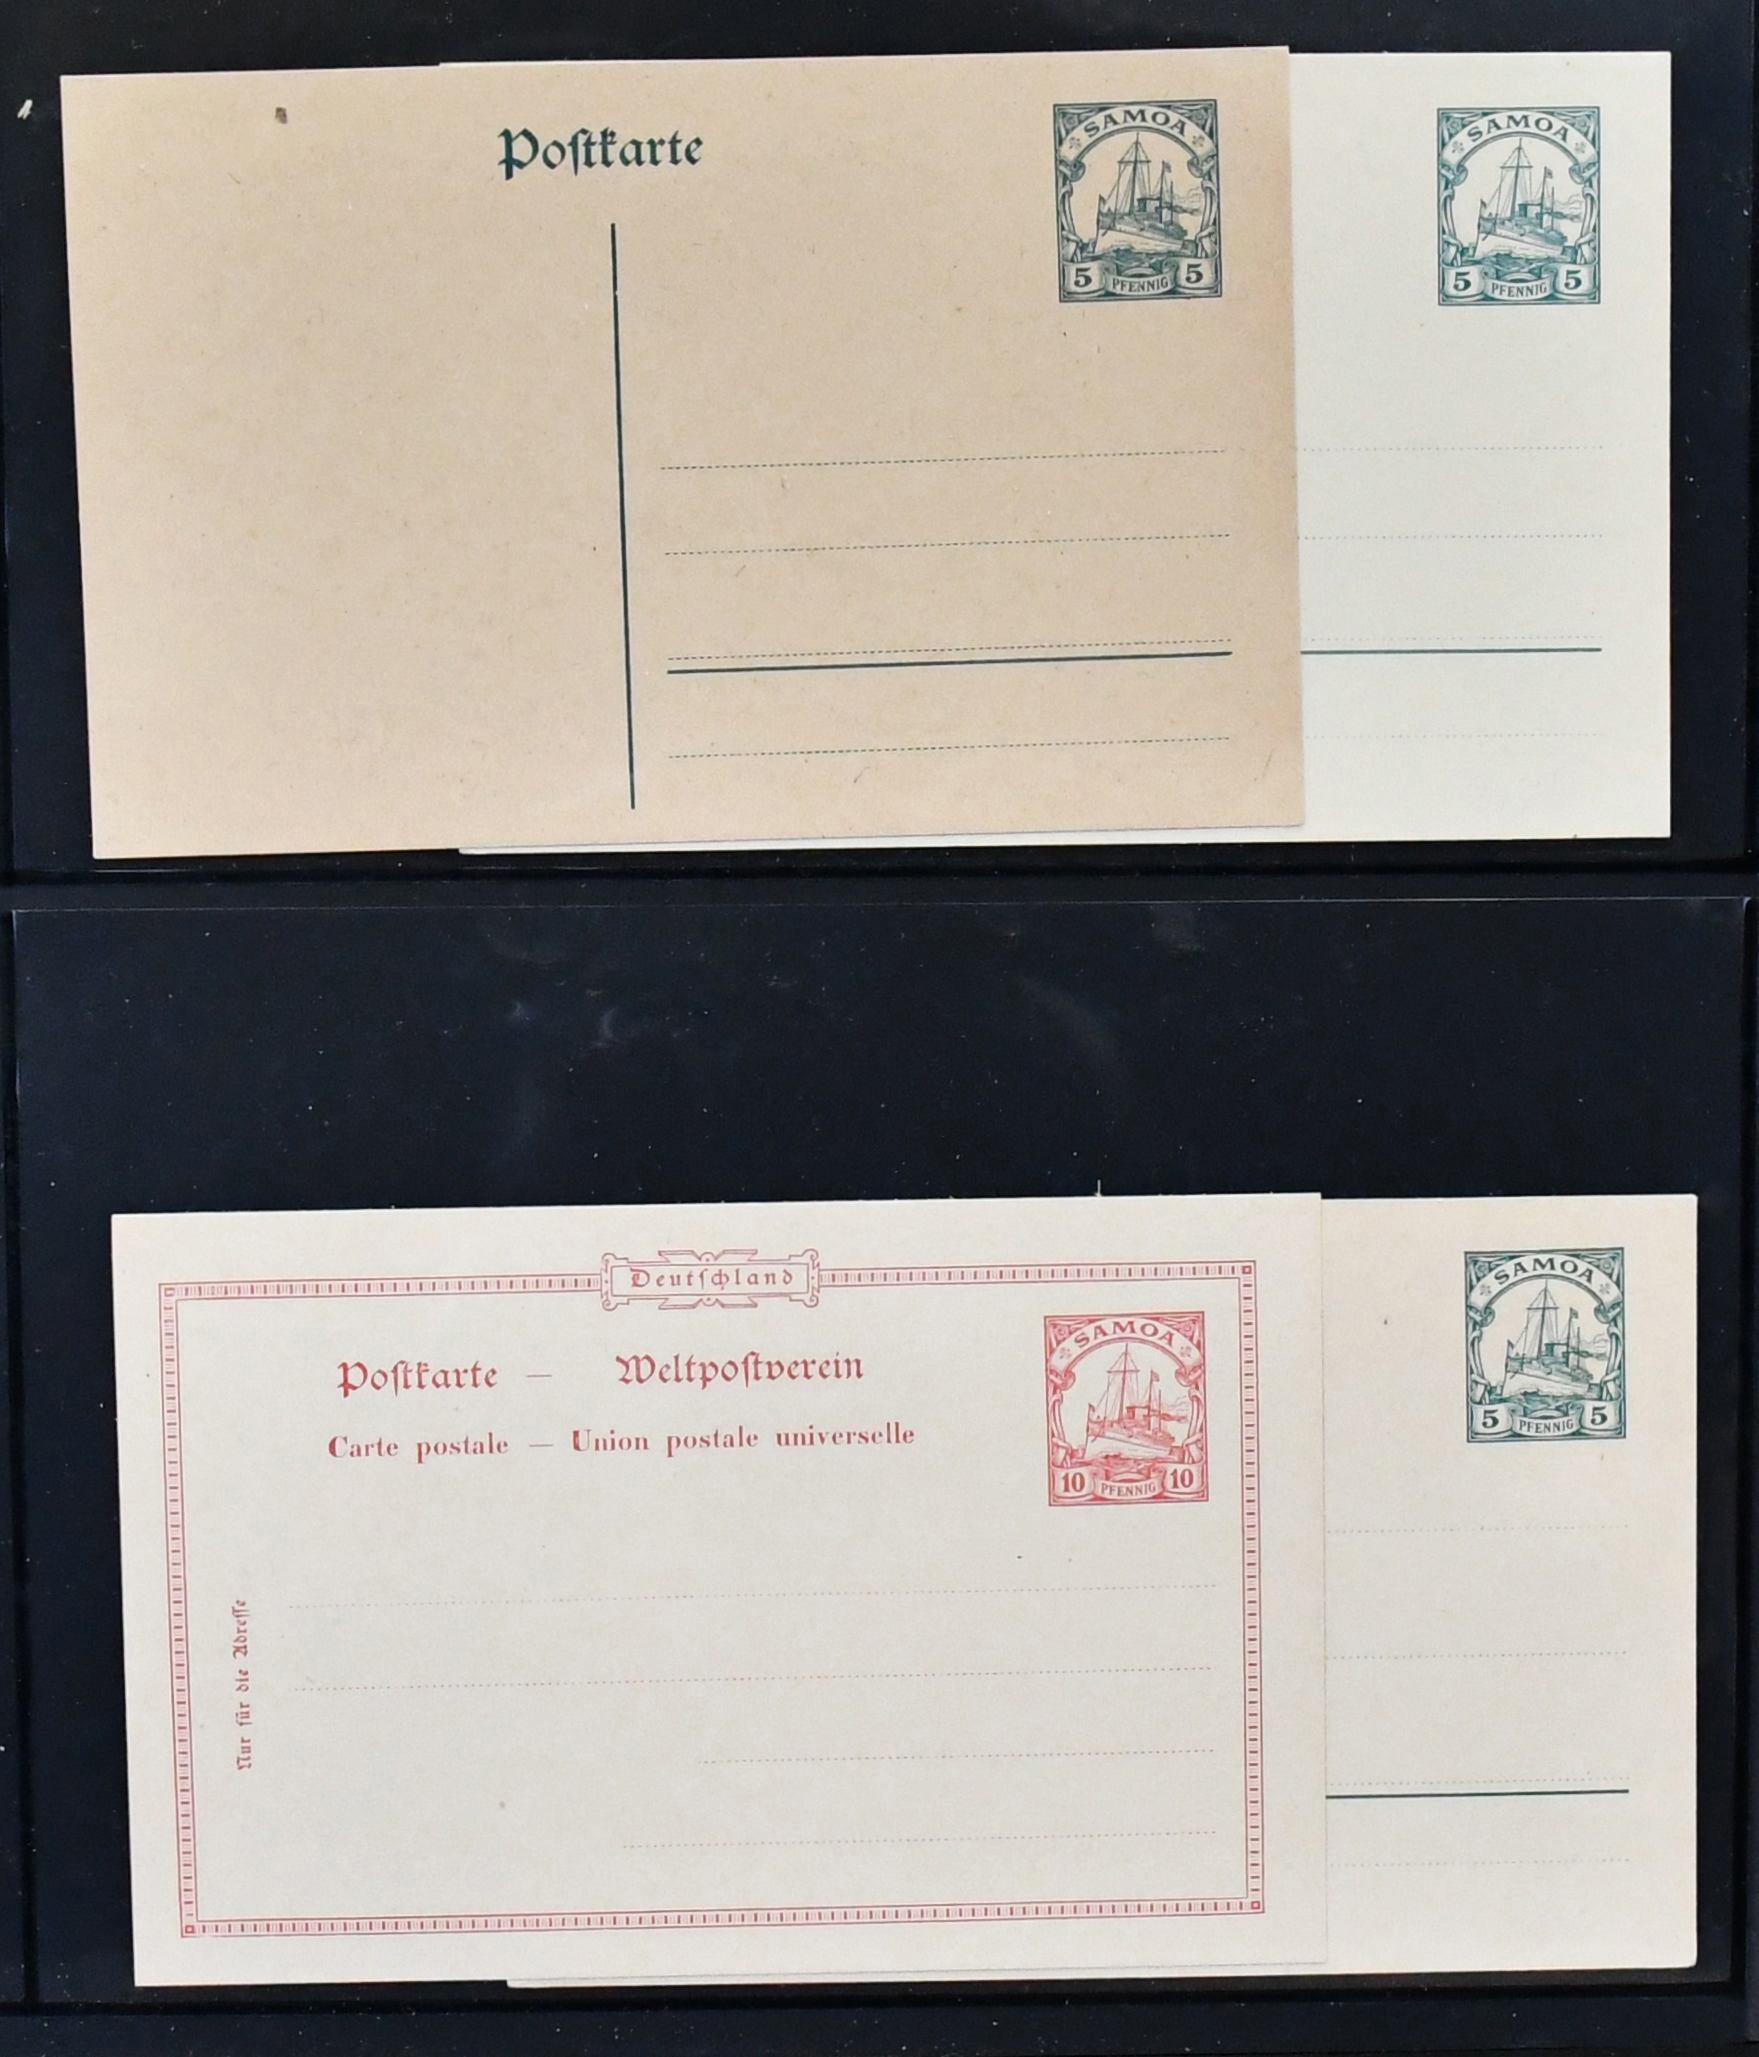 Postkarte
SAMOA
5 PFENNIG 5
SAMOA
5 PFENNIG 5
Deutschland
Postkarte — Weltpostverein
Carte postale — Union postale universelle
SAMOA
10 PFENNIG 10
Nur für die Adresse
SAMOA
5 PFENNIG 5